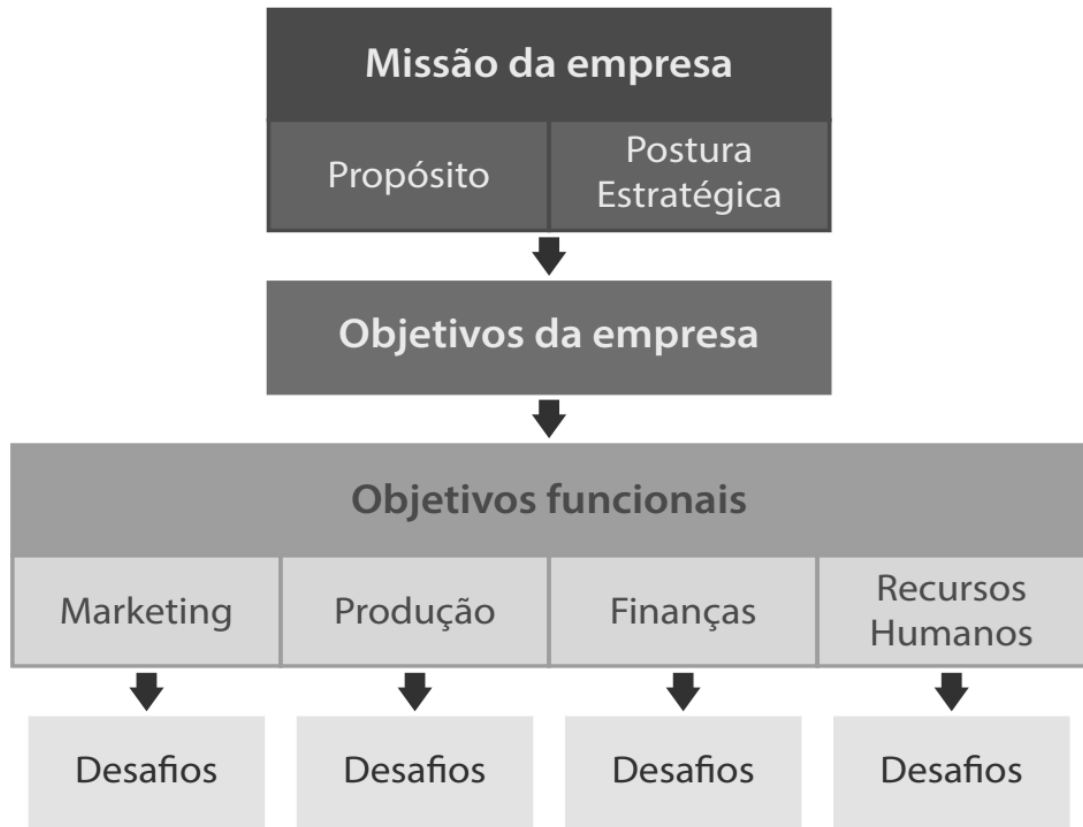 Missão da empresa
Propósito
Postura
Estratégica
Objetivos da empresa
Objetivos funcionais
Marketing
Produção
Finanças
Recursos
Humanos
Desafios
Desafios
Desafios
Desafios